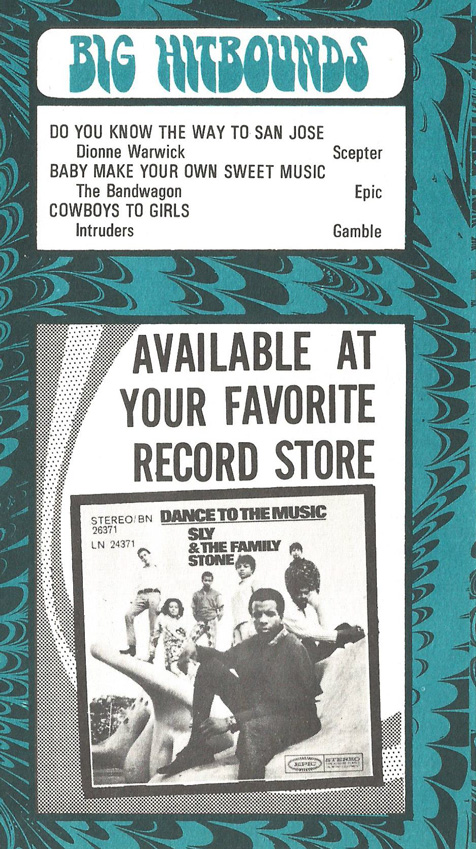 BIG HITBOUNDS
DO YOU KNOW THE WAY TO SAN JOSE
Dionne Warwick Scepter
BABY MAKE YOUR OWN SWEET MUSIC
The Bandwagon Epic
COWBOYS TO GIRLS
Intruders Gamble
AVAILABLE AT
YOUR FAVORITE
RECORD STORE
STEREO/BN
26371
LN 24371
DANCE TO THE MUSIC
SLY
& THE FAMILY
STONE
EPIC
STEREO